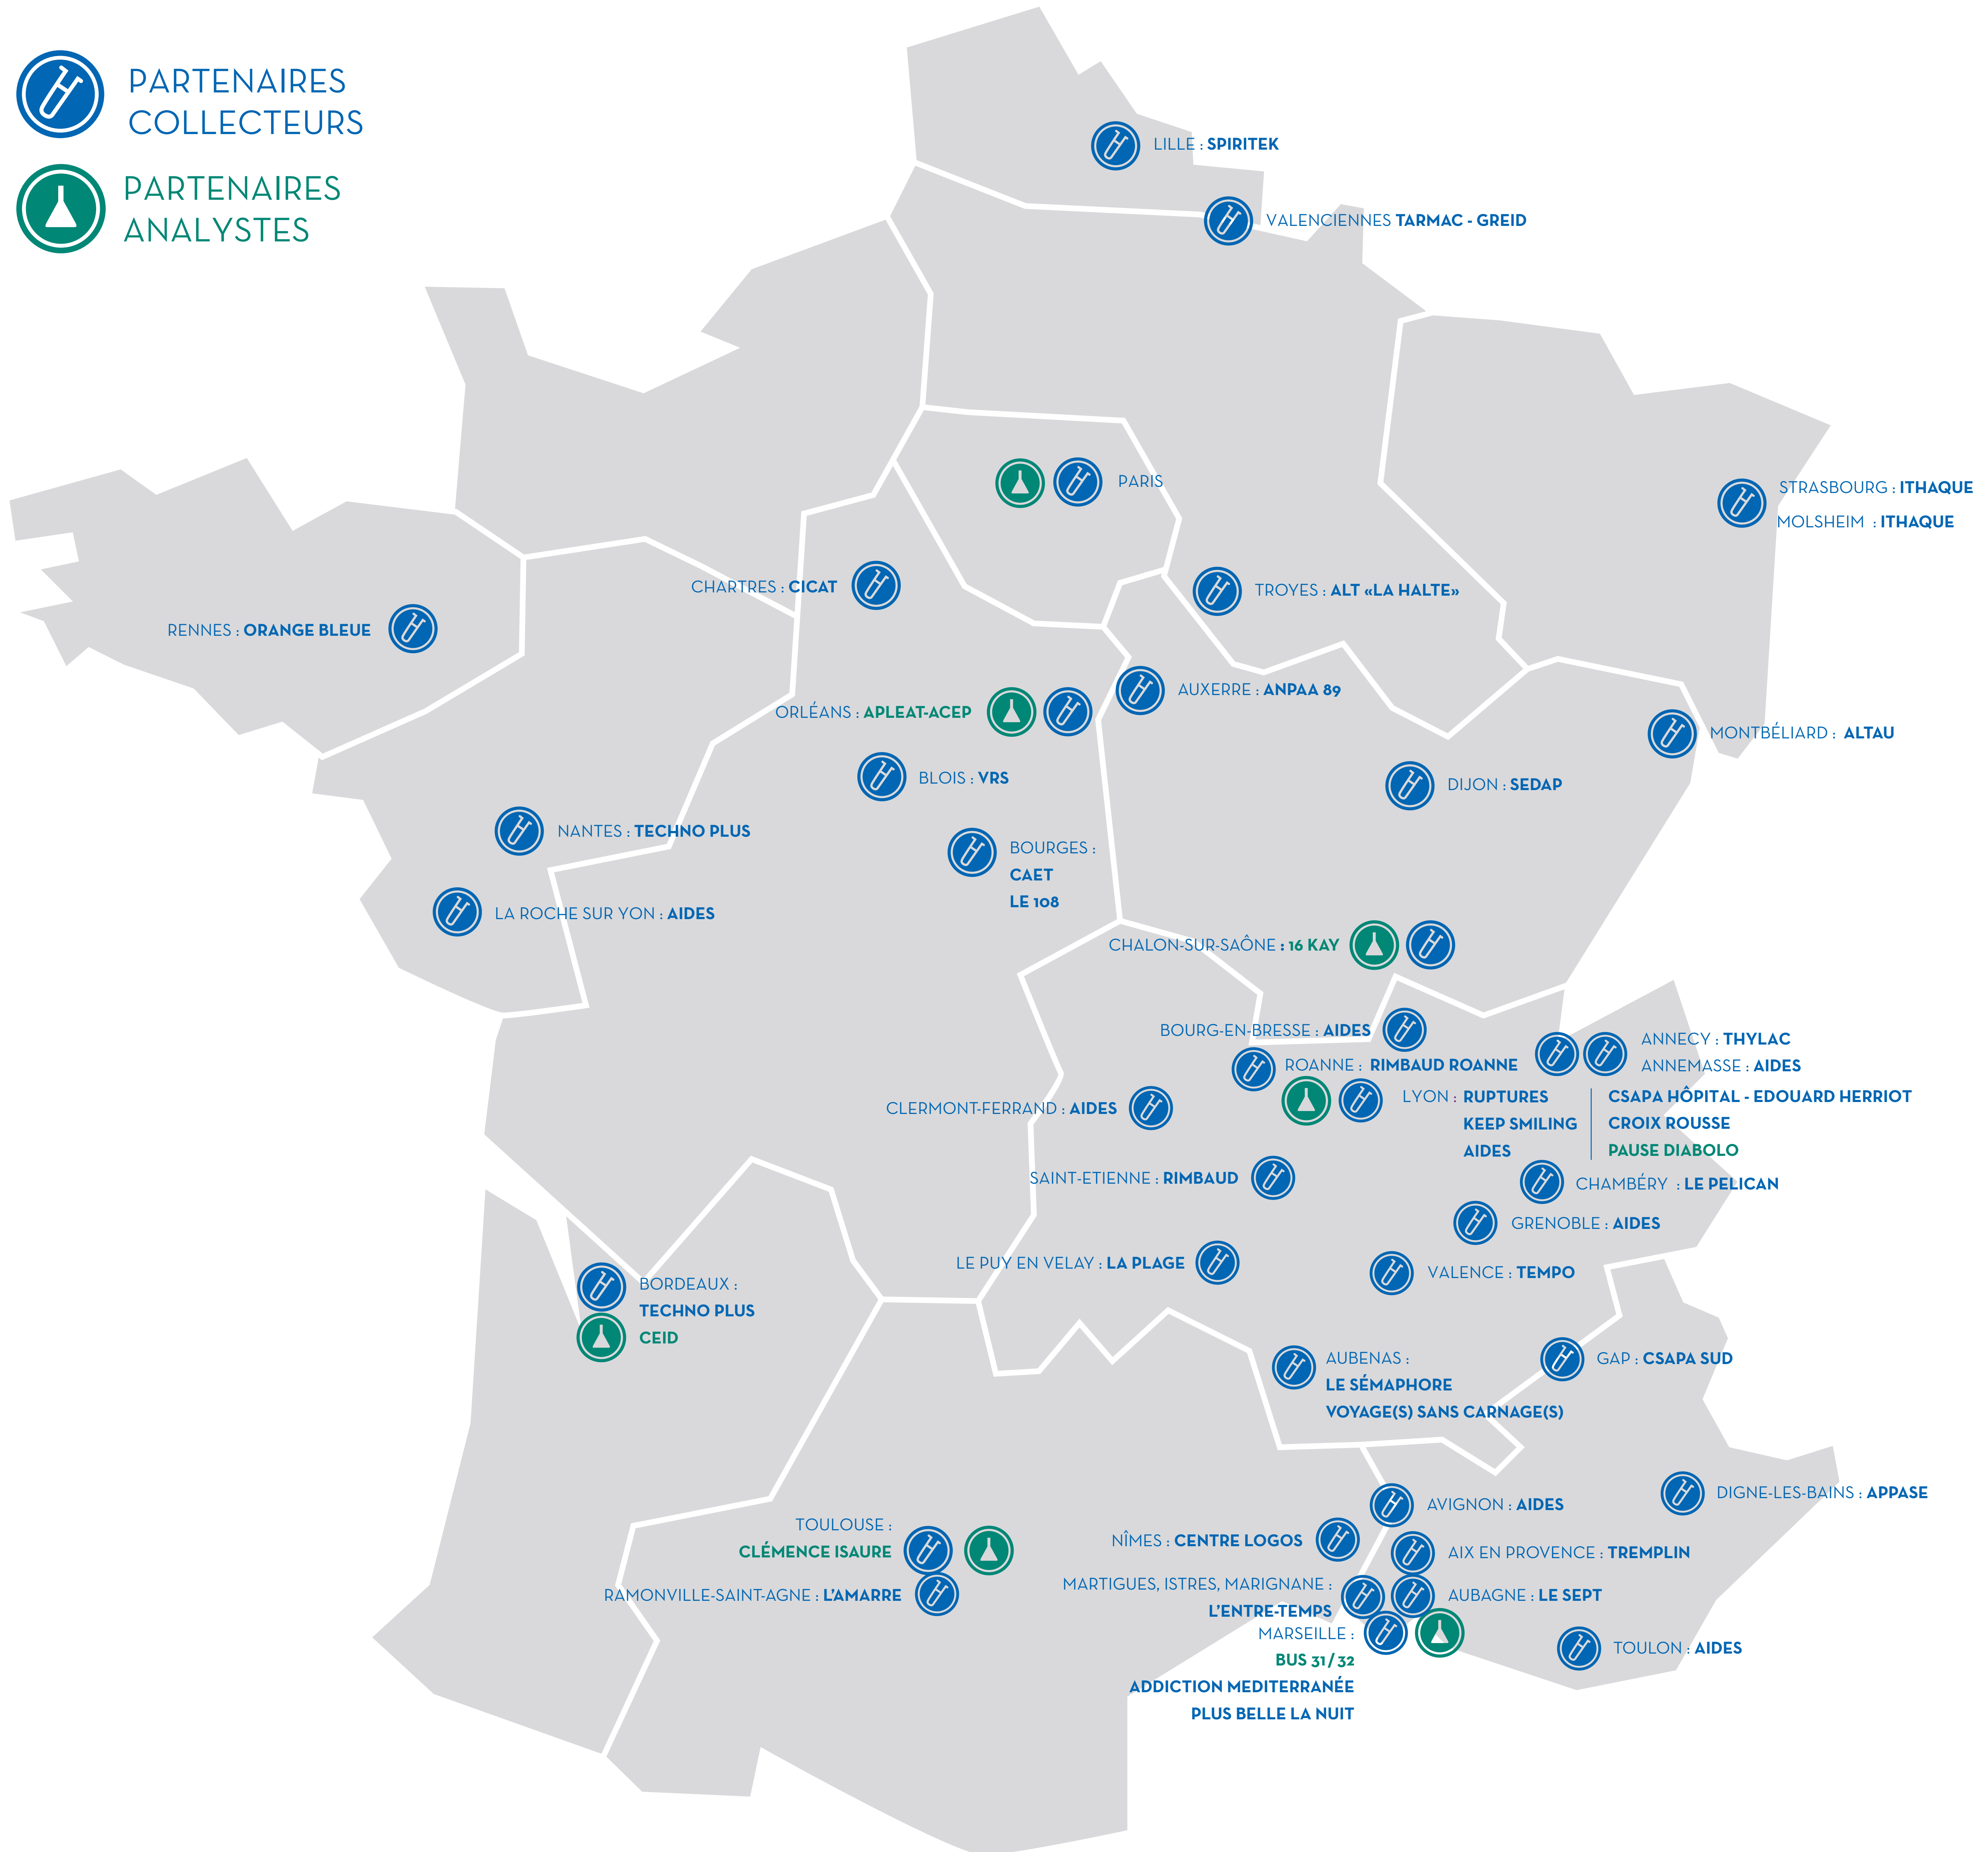 PARTENAIRES
COLLECTEURS
PARTENAIRES
ANALYSTES
LILLE : SPIRITEK
VALENCIENNES TARMAC - GREID
PARIS
STRASBOURG : ITHAQUE
MOLSHEIM : ITHAQUE
CHARTRES : CICAT
TROYES : ALT «LA HALTE»
RENNES : ORANGE BLEUE
AUXERRE : ANPAA 89
ORLÉANS : APLEAT-ACEP
MONTBÉLIARD : ALTAU
BLOIS : VRS
DIJON : SEDAP
NANTES : TECHNO PLUS
BOURGES :
CAET
LE 108
LA ROCHE SUR YON : AIDES
CHALON-SUR-SAÔNE : 16 KAY
BOURG-EN-BRESSE : AIDES
ANNECY : THYLAC
ANNEMASSE : AIDES
ROANNE : RIMBAUD ROANNE
LYON : RUPTURES
KEEP SMILING
AIDES
CSAPA HÔPITAL - EDOUARD HERRIOT
CROIX ROUSSE
PAUSE DIABOLO
CLERMONT-FERRAND : AIDES
SAINT-ETIENNE : RIMBAUD
CHAMBÉRY : LE PELICAN
GRENOBLE : AIDES
LE PUY EN VELAY : LA PLAGE
VALENCE : TEMPO
BORDEAUX :
TECHNO PLUS
CEID
AUBENAS :
LE SÉMAPHORE
VOYAGE(S) SANS CARNAGE(S)
GAP : CSAPA SUD
DIGNE-LES-BAINS : APPASE
AVIGNON : AIDES
TOULOUSE :
CLÉMENCE ISAURE
NÎMES : CENTRE LOGOS
AIX EN PROVENCE : TREMPLIN
RAMONVILLE-SAINT-AGNE : L'AMARRE
MARTIGUES, ISTRES, MARIGNANE :
L'ENTRE-TEMPS
AUBAGNE : LE SEPT
MARSEILLE :
BUS 31 / 32
ADDICTION MEDITERRANÉE
PLUS BELLE LA NUIT
TOULON : AIDES